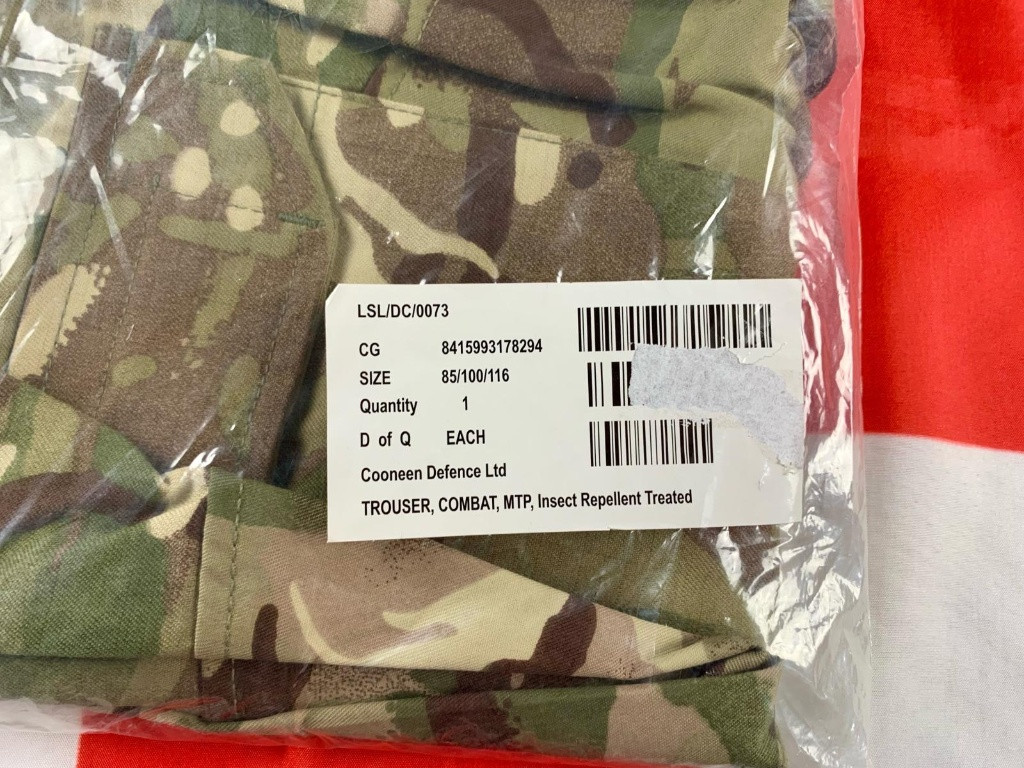 LSL/DC/0073
CG 8415993178294
SIZE 85/100/116
Quantity 1
D of Q EACH
Cooneen Defence Ltd
TROUSER, COMBAT, MTP, Insect Repellent Treated